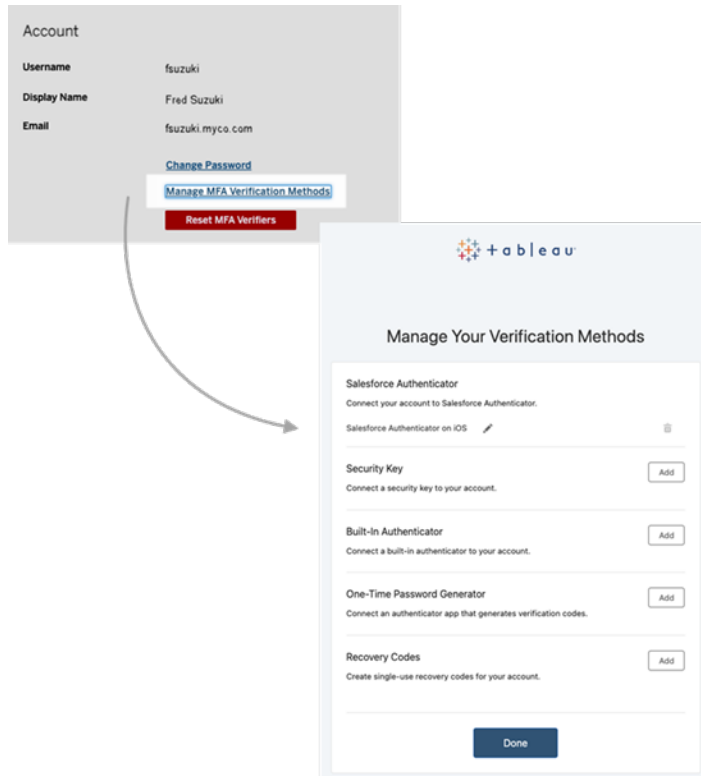 Account
Username fsuzuki
Display Name Fred Suzuki
Email fsuzuki.myco.com
Change Password
Manage MFA Verification Methods
Reset MFA Verifiers
+ a b | e a u
Manage Your Verification Methods
Salesforce Authenticator
Connect your account to Salesforce Authenticator.
Salesforce Authenticator on iOS
Security Key Add
Connect a security key to your account.
Built-In Authenticator Add
Connect a built-in authenticator to your account.
One-Time Password Generator Add
Connect an authenticator app that generates verification codes.
Recovery Codes Add
Create single-use recovery codes for your account.
Done